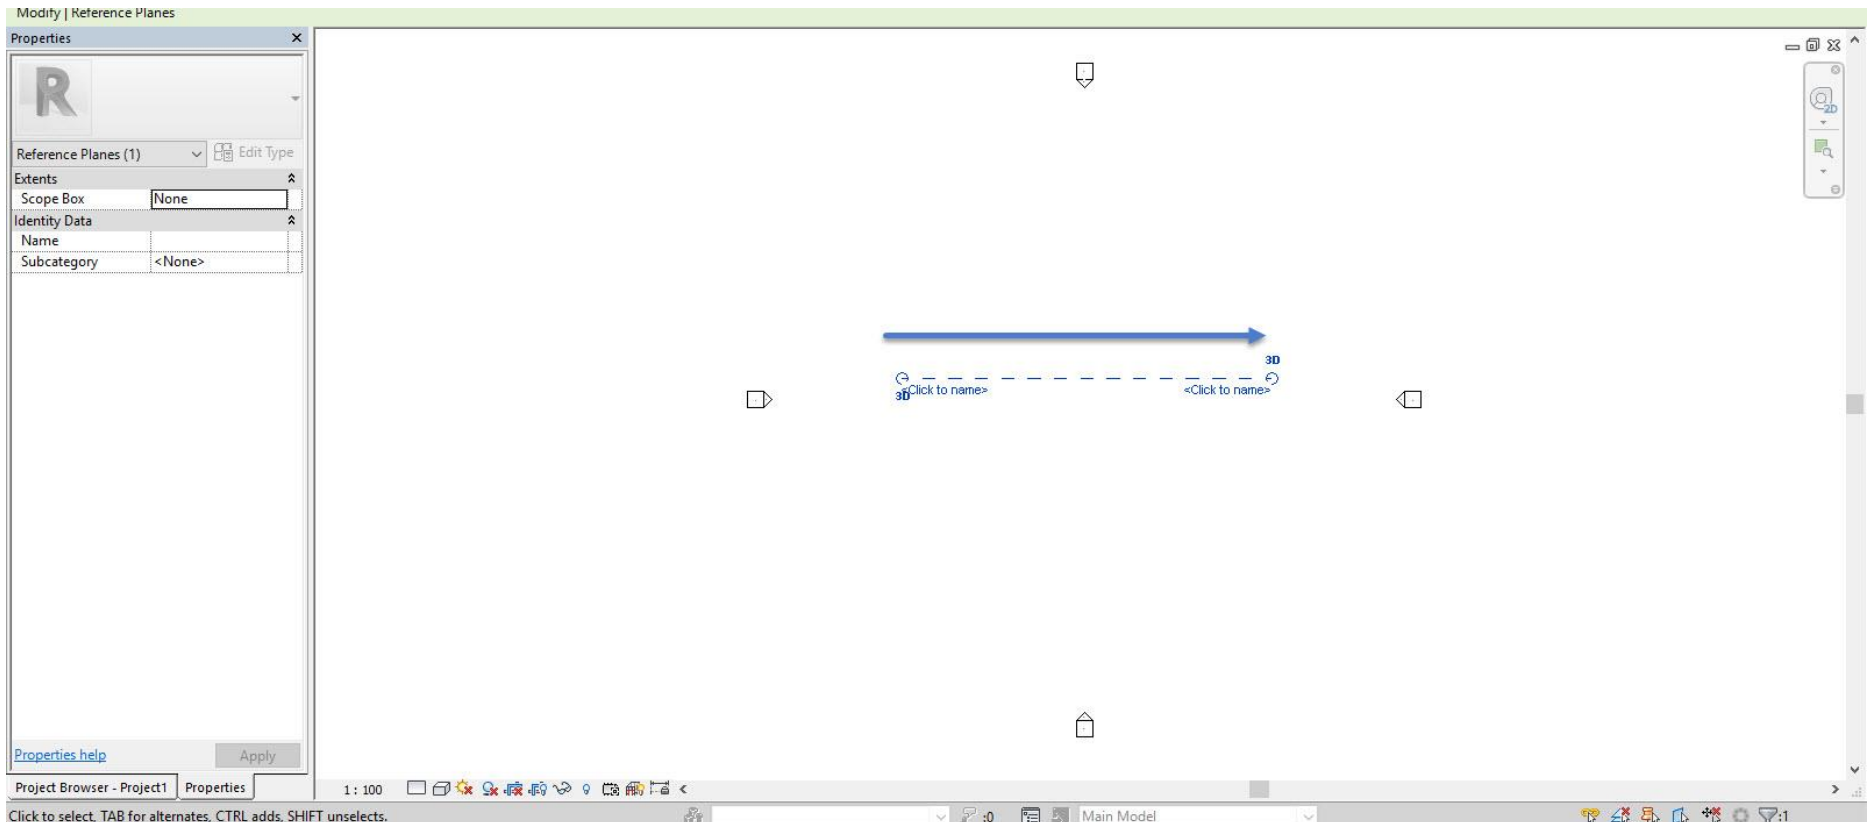 Modify | Reference Planes
Properties
R
Reference Planes (1)
Edit Type
Extents
Scope Box None
Identity Data
Name
Subcategory <None>
2D
3D
<Click to name> <Click to name>
3D
Properties help Apply
Project Browser - Project1 Properties
1 : 100
Click to select, TAB for alternates, CTRL adds, SHIFT unselects.
:0
Main Model
:1